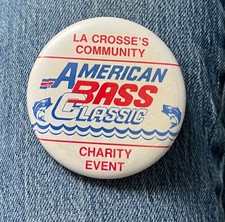 LA CROSSE'S
COMMUNITY
AMERICAN
BASS
CLASSIC
CHARITY
EVENT